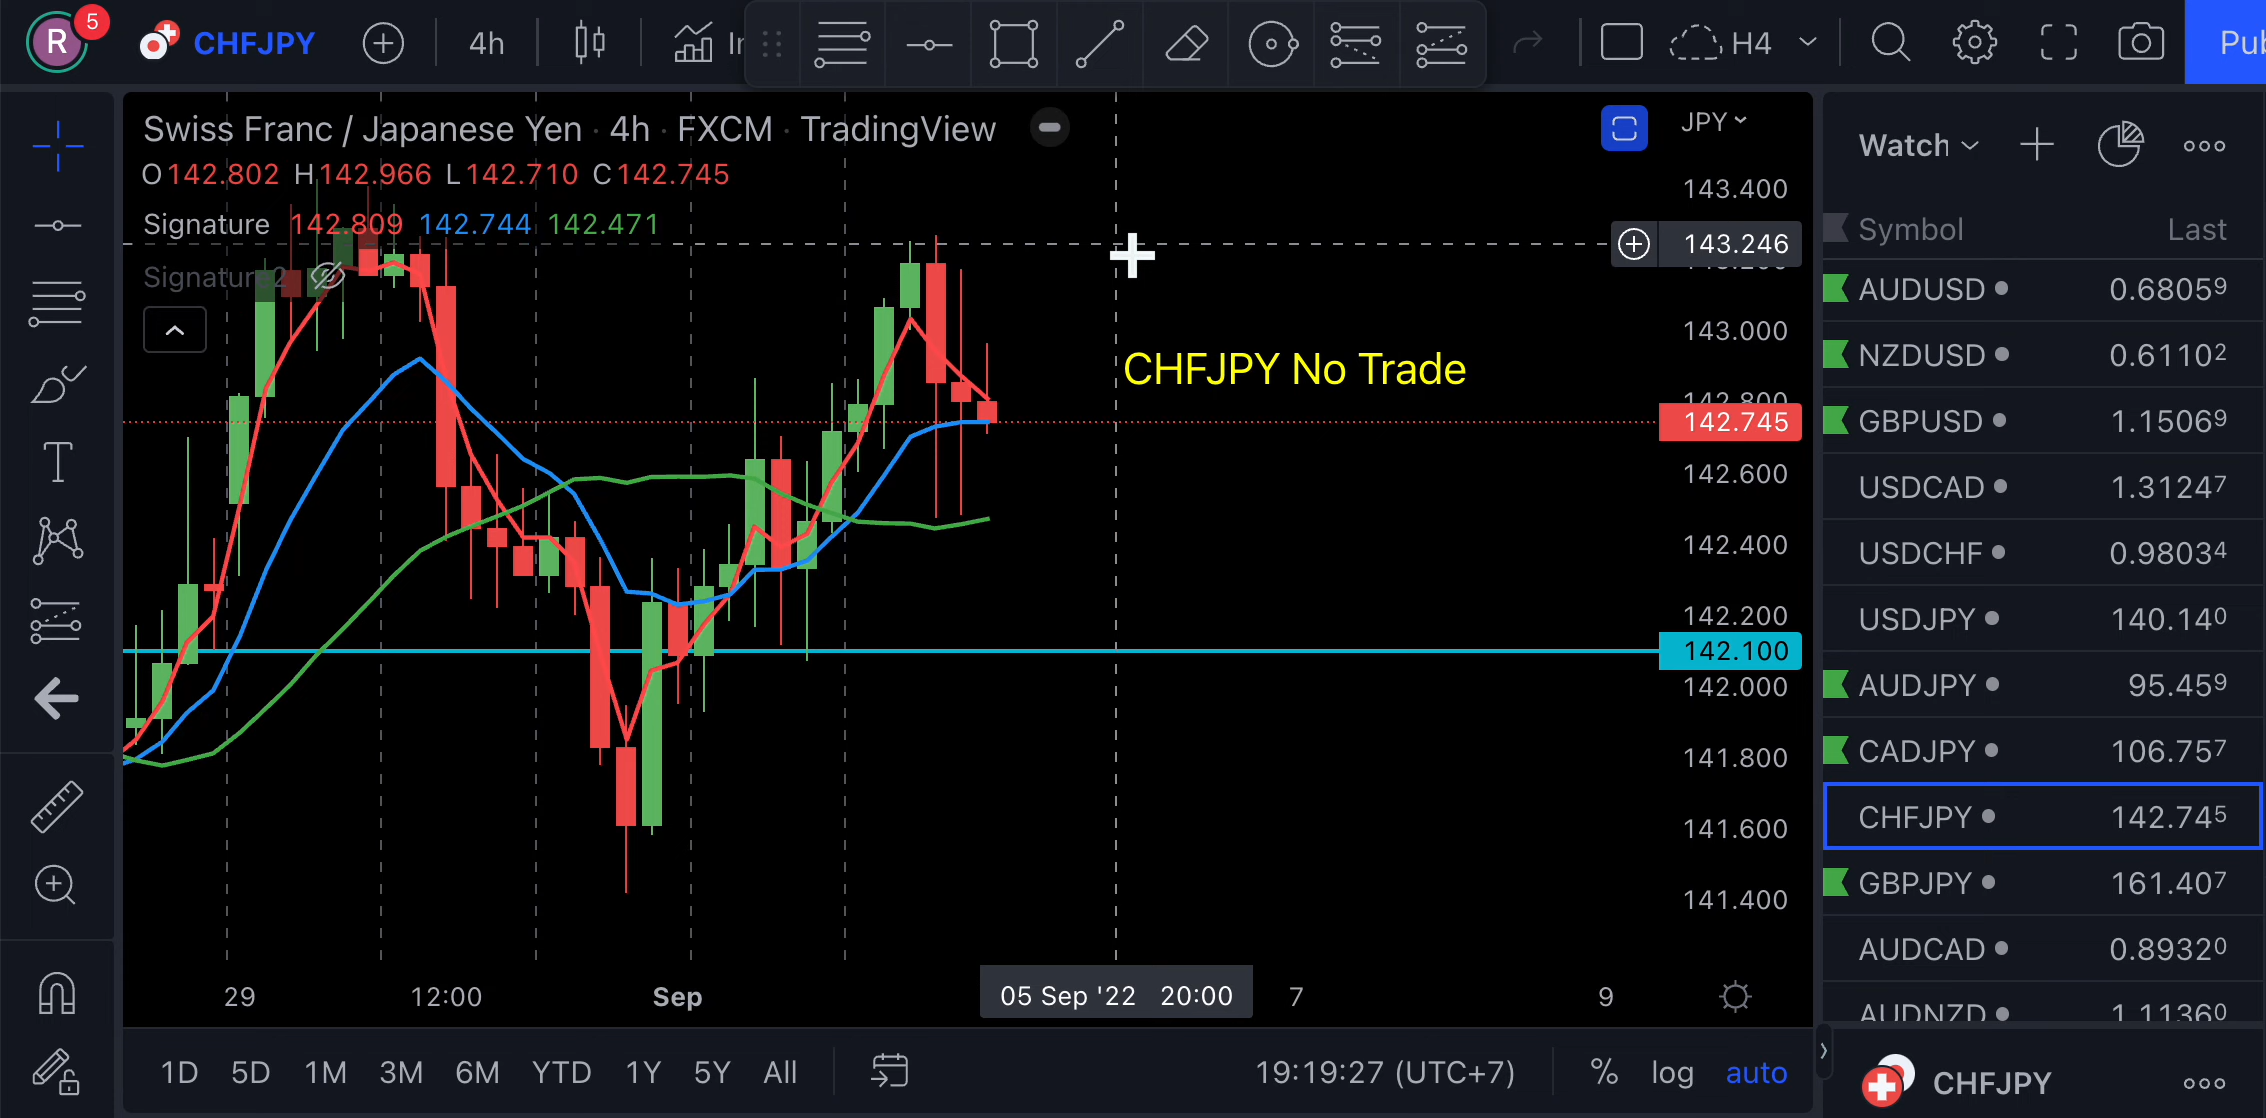 R 5 CHFJPY 4h H4
Swiss Franc / Japanese Yen · 4h · FXCM · TradingView
O142.802 H142.966 L142.710 C142.745
Signature 142.809 142.744 142.471
Signature2
JPY
143.400
143.246
143.000
142.745
142.600
142.400
142.200
142.100
142.000
141.800
141.600
141.400
CHFJPY No Trade
29 12:00 Sep 05 Sep '22 20:00 7 9
1D 5D 1M 3M 6M YTD 1Y 5Y All 19:19:27 (UTC+7) % log auto
Watch
Symbol Last
AUDUSD 0.68059
NZDUSD 0.61102
GBPUSD 1.15069
USDCAD 1.31247
USDCHF 0.98034
USDJPY 140.140
AUDJPY 95.459
CADJPY 106.757
CHFJPY 142.745
GBPJPY 161.407
AUDCAD 0.89320
AUDNZD 1.11360
CHFJPY